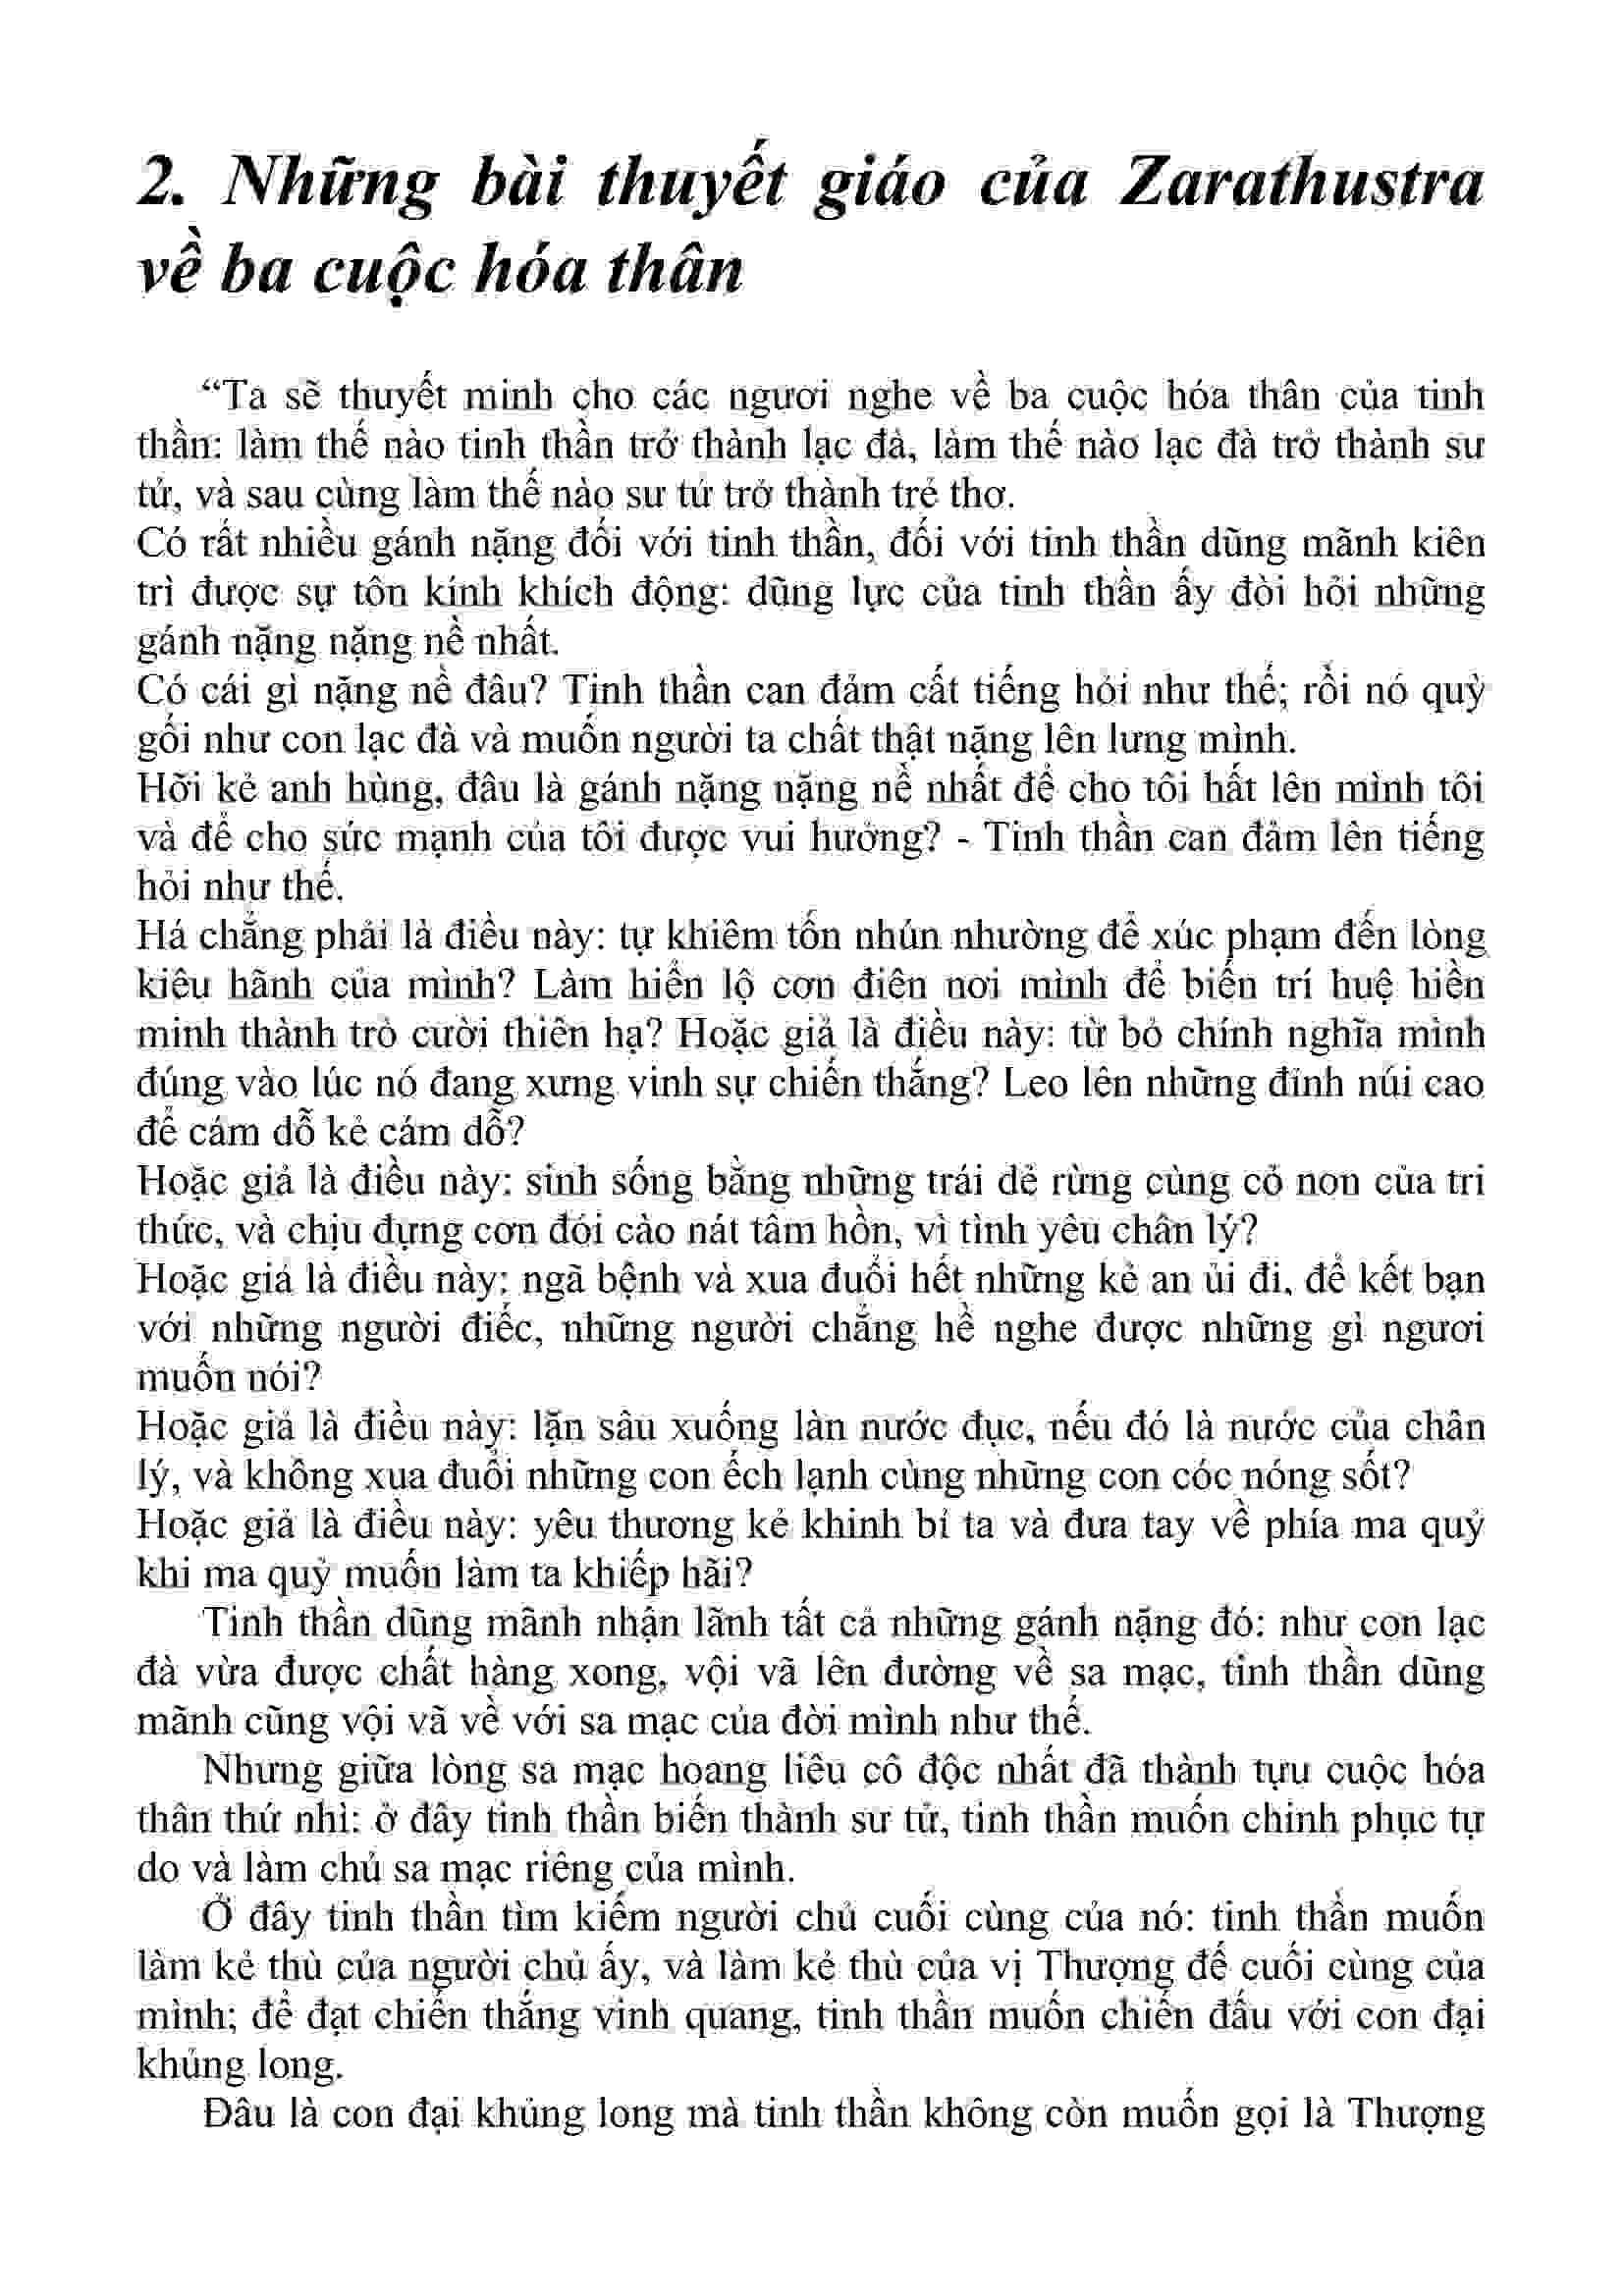 2. Những bài thuyết giáo của Zarathustra
về ba cuộc hóa thân
“Ta sẽ thuyết minh cho các ngươi nghe về ba cuộc hóa thân của tinh
thần: làm thế nào tinh thần trở thành lạc đà, làm thế nào lạc đà trở thành sư
tử, và sau cùng làm thế nào sư tử trở thành trẻ thơ.
Có rất nhiều gánh nặng đối với tinh thần, đối với tinh thần dũng mãnh kiên
trì được sự tôn kính khích động: dũng lực của tinh thần ấy đòi hỏi những
gánh nặng nặng nề nhất.
Có cái gì nặng nề đâu? Tinh thần can đảm cất tiếng hỏi như thế; rồi nó quỳ
gối như con lạc đà và muốn người ta chất thật nặng lên lưng mình.
Hỡi kẻ anh hùng, đâu là gánh nặng nặng nề nhất để cho tôi hất lên mình tôi
và để cho sức mạnh của tôi được vui hưởng? - Tinh thần can đảm lên tiếng
hỏi như thế.
Há chẳng phải là điều này: tự khiêm tốn nhún nhường để xúc phạm đến lòng
kiêu hãnh của mình? Làm hiển lộ cơn điên nơi mình để biến trí huệ hiền
minh thành trò cười thiên hạ? Hoặc giả là điều này: từ bỏ chính nghĩa mình
đúng vào lúc nó đang xưng vinh sự chiến thắng? Leo lên những đỉnh núi cao
để cám dỗ kẻ cám dỗ?
Hoặc giả là điều này: sinh sống bằng những trái dẻ rừng cùng cỏ non của tri
thức, và chịu đựng cơn đói cào nát tâm hồn, vì tình yêu chân lý?
Hoặc giả là điều này: ngã bệnh và xua đuổi hết những kẻ an ủi đi, để kết bạn
với những người điếc, những người chẳng hề nghe được những gì ngươi
muốn nói?
Hoặc giả là điều này: lặn sâu xuống làn nước đục, nếu đó là nước của chân
lý, và không xua đuổi những con ếch lạnh cùng những con cóc nóng sốt?
Hoặc giả là điều này: yêu thương kẻ khinh bỉ ta và đưa tay về phía ma quỷ
khi ma quỷ muốn làm ta khiếp hãi?
Tinh thần dũng mãnh nhận lãnh tất cả những gánh nặng đó: như con lạc
đà vừa được chất hàng xong, vội vã lên đường về sa mạc, tinh thần dũng
mãnh cũng vội vã về với sa mạc của đời mình như thế.
Nhưng giữa lòng sa mạc hoang liêu cô độc nhất đã thành tựu cuộc hóa
thân thứ nhì: ở đây tinh thần biến thành sư tử, tinh thần muốn chinh phục tự
do và làm chủ sa mạc riêng của mình.
Ở đây tinh thần tìm kiếm người chủ cuối cùng của nó: tinh thần muốn
làm kẻ thù của người chủ ấy, và làm kẻ thù của vị Thượng đế cuối cùng của
mình; để đạt chiến thắng vinh quang, tinh thần muốn chiến đấu với con đại
khủng long.
Đâu là con đại khủng long mà tinh thần không còn muốn gọi là Thượng